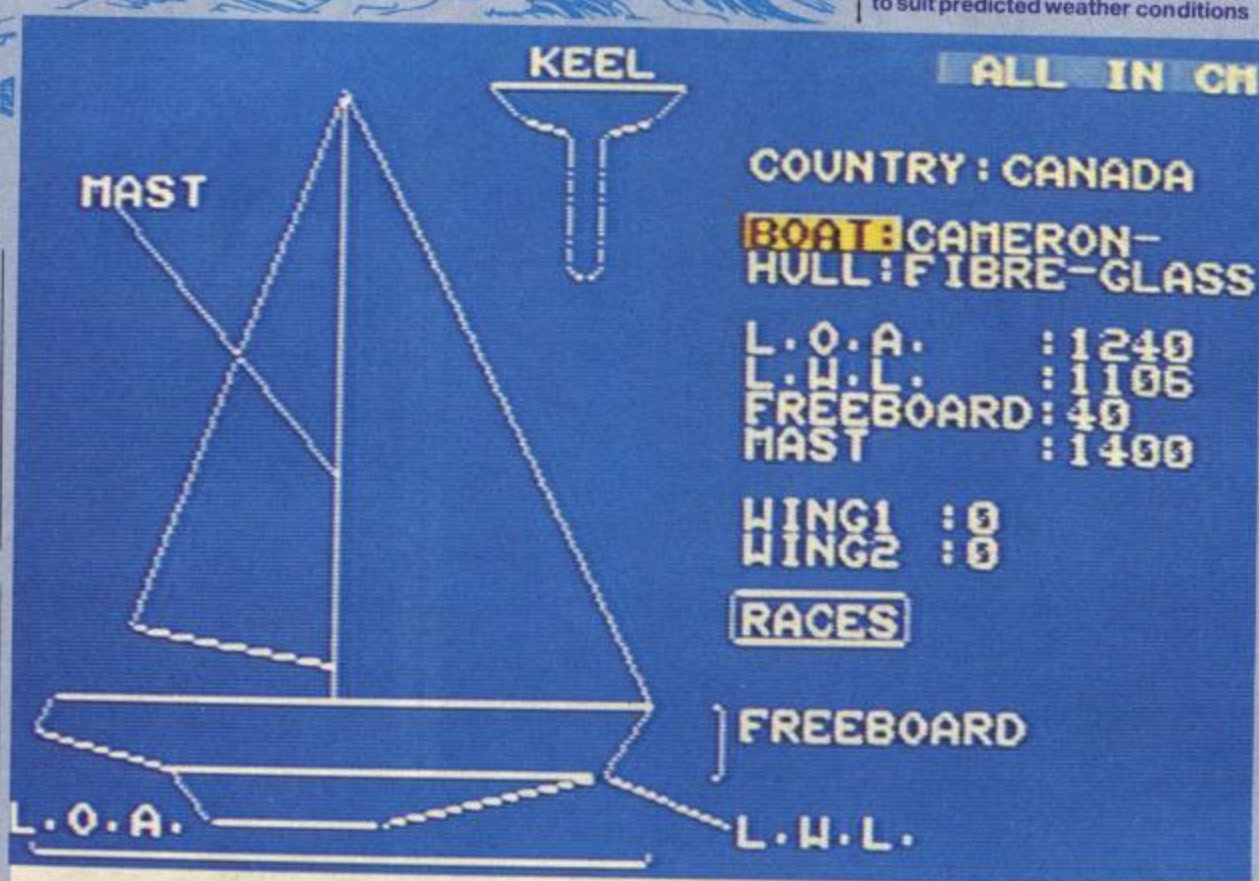 to suit predicted weather conditions
KEEL
ALL IN CM
MAST
COUNTRY:CANADA
BOAT:CAMERON-
HULL:FIBRE-GLASS
L.O.A. :1240
L.W.L. :1106
FREEBOARD:40
MAST :1400
WING1 :0
WING2 :0
RACES
FREEBOARD
L.O.A.
L.W.L.